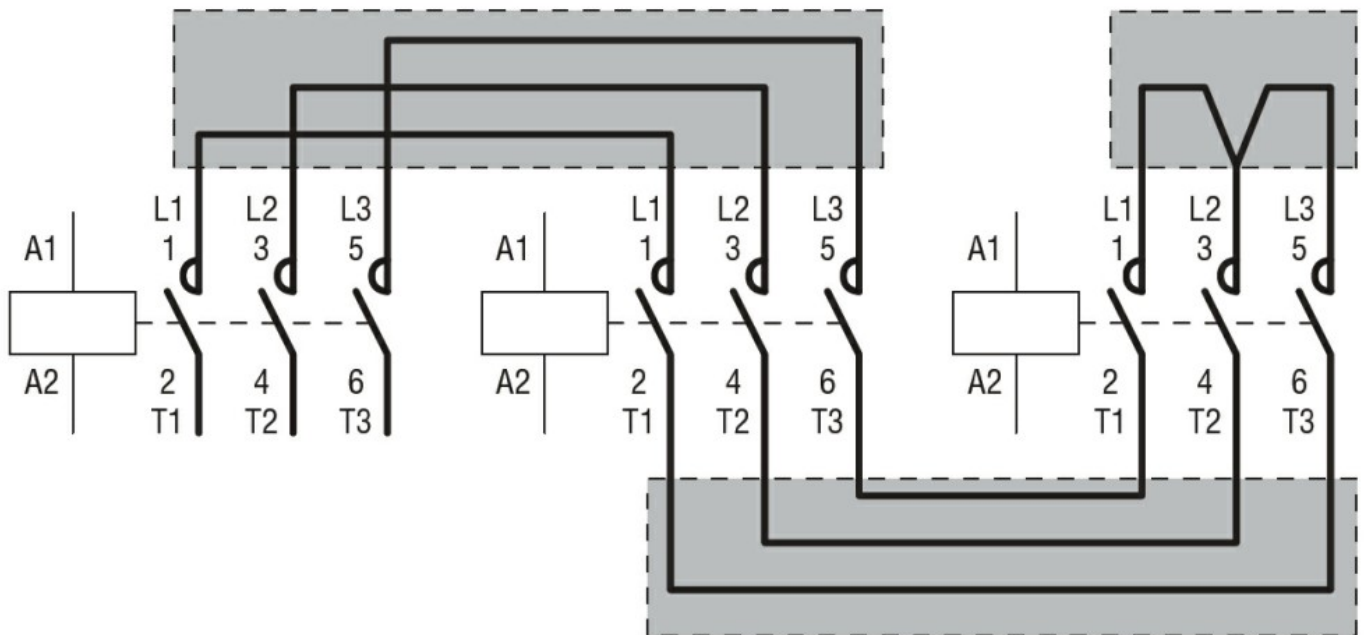 L1 L2 L3 L1 L2 L3 L1 L2 L3
A1 1 3 5 A1 1 3 5 A1 1 3 5
A2 2 4 6 A2 2 4 6 A2 2 4 6
T1 T2 T3 T1 T2 T3 T1 T2 T3